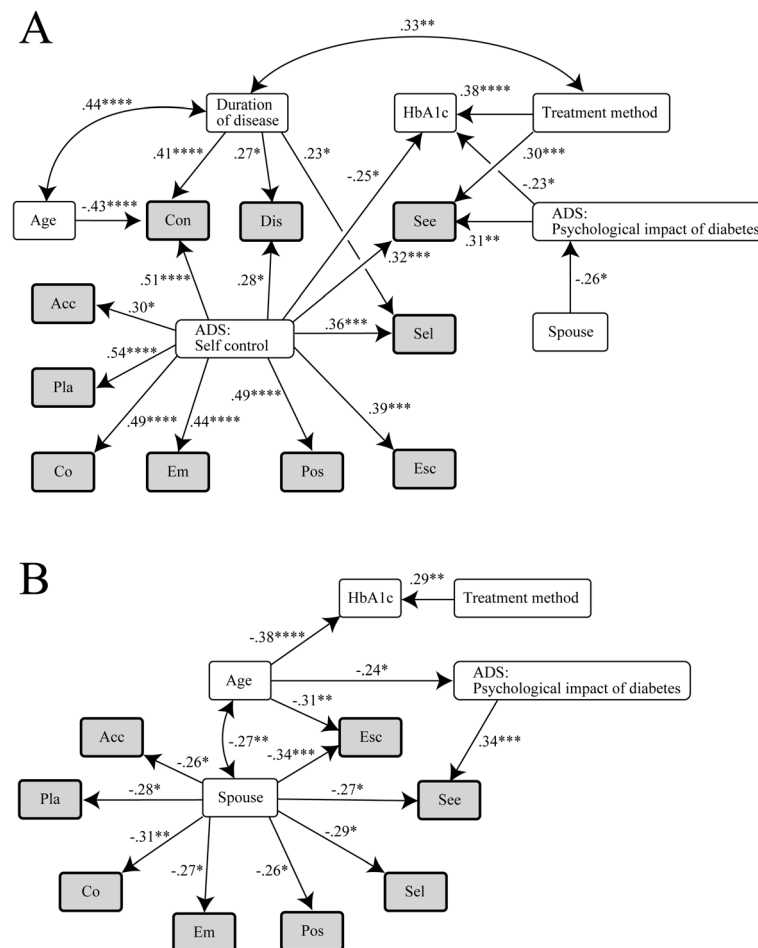 A
.33**
.44****
Duration
of disease
HbA1c
.38****
Treatment method
.41****
.27*
.23*
-.25*
.30***
-.23*
Age
-.43****
Con
Dis
See
ADS:
Psychological impact of diabetes
.31**
.32***
.51****
.28*
-.26*
Acc
.30*
ADS:
Self control
.36***
Sel
Spouse
.54****
Pla
.49****
.44****
.49****
.39***
Co
Em
Pos
Esc
B
.29**
HbA1c
Treatment method
-.38****
Age
-.24*
ADS:
Psychological impact of diabetes
-.31**
Acc
-.27**
-.34***
Esc
.34***
-.26*
Pla
-.28*
Spouse
-.27*
See
-.31**
-.27*
-.26*
-.29*
Co
Sel
Em
Pos